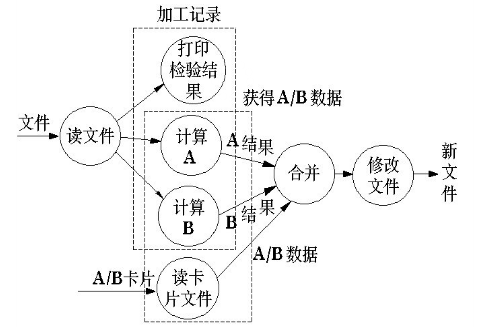 加工记录
打印
检验结
果
获得A/B数据
文件
读文件
计算
A
A结果
合并
修改
文件
新
文
件
计算
B
B结果
A/B数据
A/B卡片
读卡
片文件